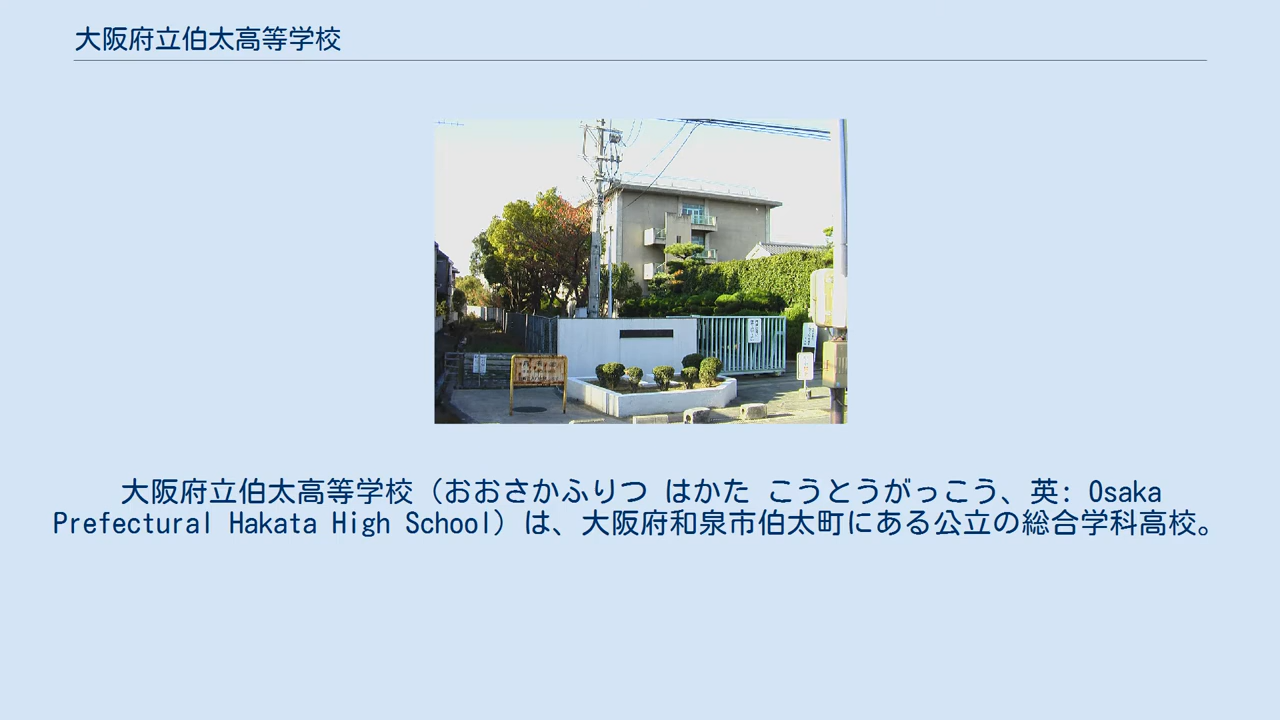 大阪府立伯太高等学校
大阪府立伯太高等学校（おおさかふりつ はかた こうとうがっこう、英: Osaka
Prefectural Hakata High School）は、大阪府和泉市伯太町にある公立の総合学科高校。